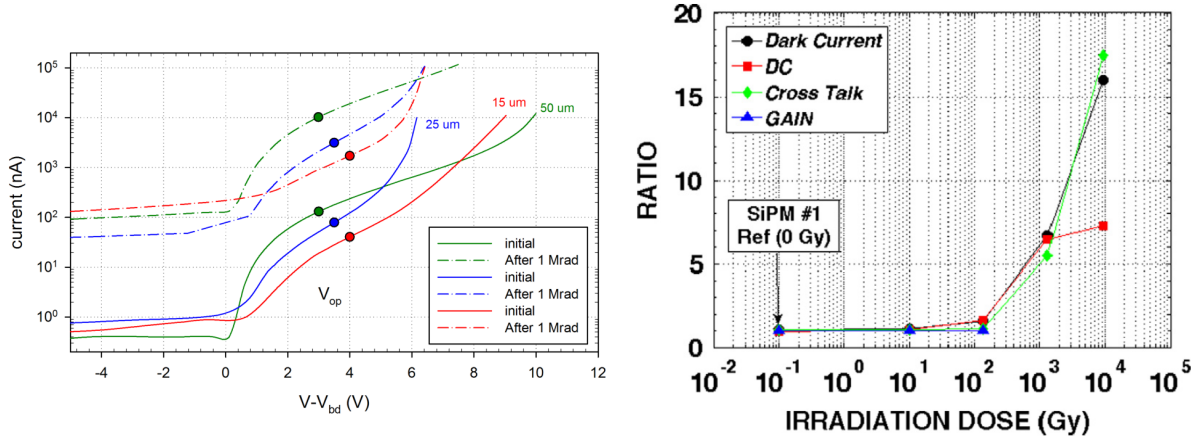 10⁵
10⁴
10³
10²
10¹
10⁰
current (nA)
-4 -2 0 2 4 6 8 10 12
V-Vbd (V)
15 um
50 um
25 um
Vop
initial
After 1 Mrad
initial
After 1 Mrad
initial
After 1 Mrad
20
15
10
5
0
RATIO
Dark Current
DC
Cross Talk
GAIN
SiPM #1
Ref (0 Gy)
10⁻² 10⁻¹ 10⁰ 10¹ 10² 10³ 10⁴ 10⁵
IRRADIATION DOSE (Gy)